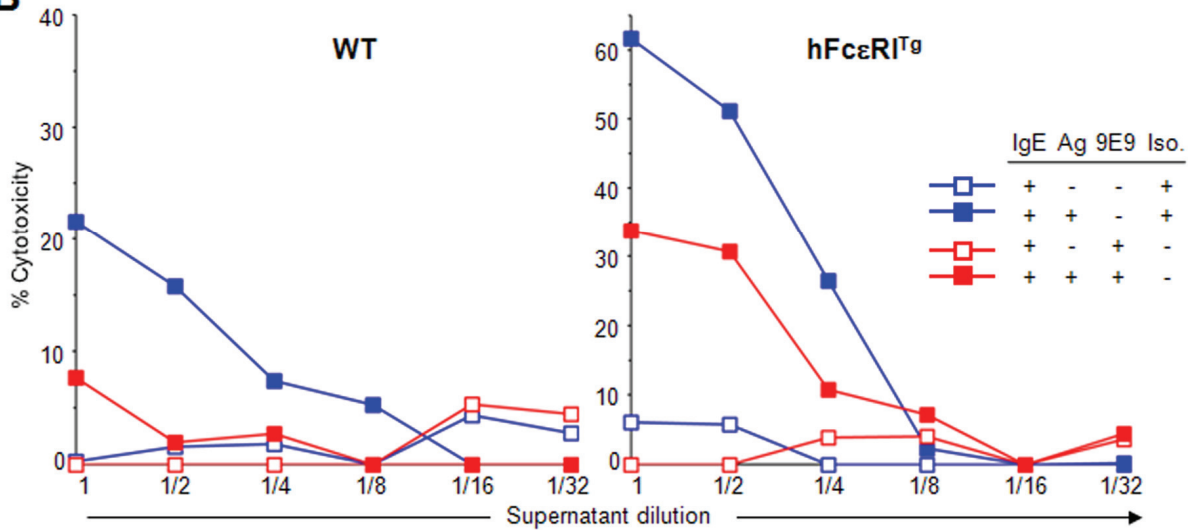 B
WT
hFcεRIᵀᵍ
% Cytotoxicity
40
30
20
10
0
60
50
40
30
20
10
0
1 1/2 1/4 1/8 1/16 1/32
1 1/2 1/4 1/8 1/16 1/32
Supernatant dilution
IgE Ag 9E9 Iso.
+ - - +
+ + - +
+ - + -
+ + + -